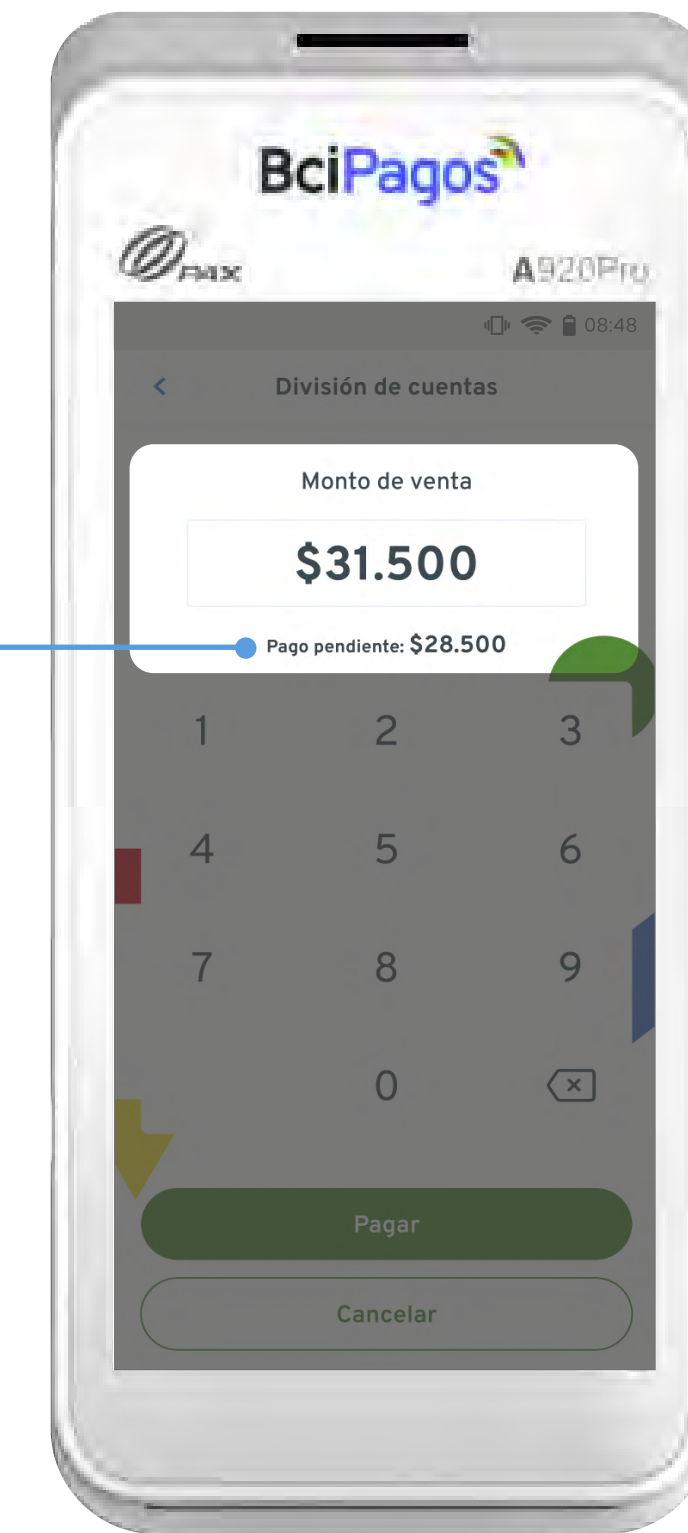 BciPagos
PAX
A920Pro
08:48
División de cuentas
Monto de venta
$31.500
Pago pendiente: $28.500
1 2 3
4 5 6
7 8 9
0
Pagar
Cancelar